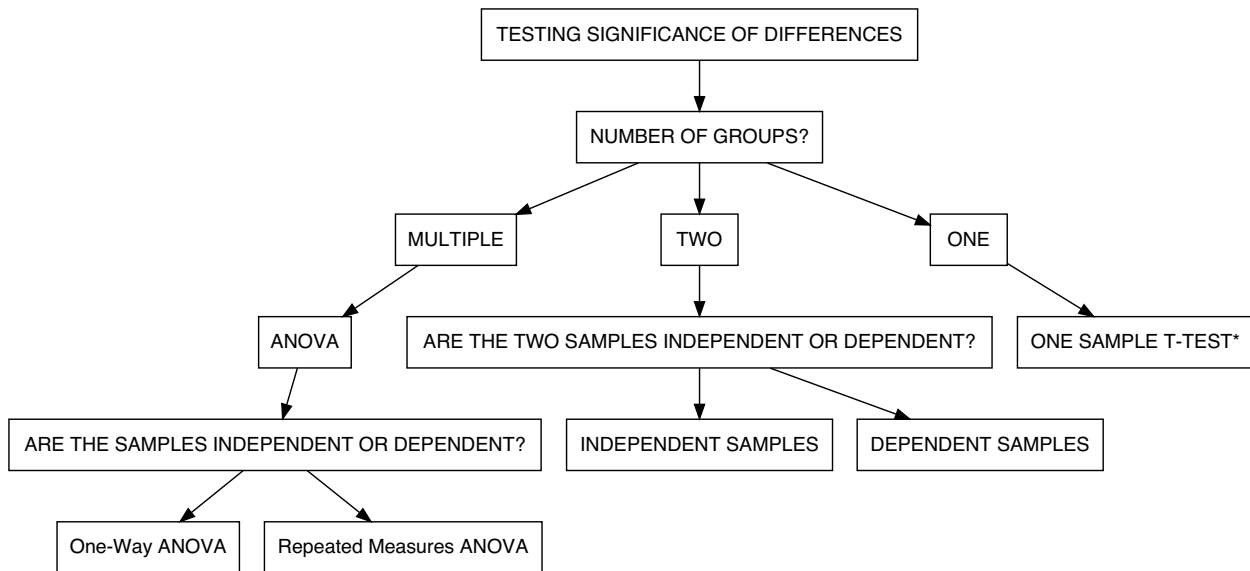 TESTING SIGNIFICANCE OF DIFFERENCES
NUMBER OF GROUPS?
MULTIPLE
TWO
ONE
ANOVA
ARE THE TWO SAMPLES INDEPENDENT OR DEPENDENT?
ONE SAMPLE T-TEST*
ARE THE SAMPLES INDEPENDENT OR DEPENDENT?
INDEPENDENT SAMPLES
DEPENDENT SAMPLES
One-Way ANOVA
Repeated Measures ANOVA